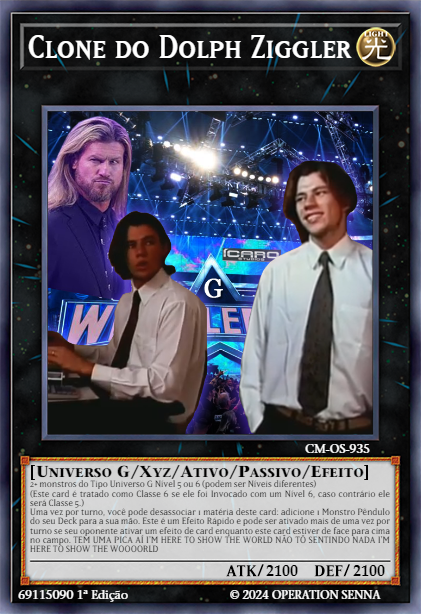 Clone do Dolph Ziggler
LIGHT
光
ICARO
G
W LE
CM-OS-935
[Universo G/Xyz/Ativo/Passivo/Efeito]
2+ monstros do Tipo Universo G Nível 5 ou 6 (podem ser Níveis diferentes)
(Este card é tratado como Classe 6 se ele foi Invocado com um Nível 6, caso contrário ele
será Classe 5.)
Uma vez por turno, você pode desassociar 1 matéria deste card: adicione 1 Monstro Pêndulo
do seu Deck para a sua mão. Este é um Efeito Rápido e pode ser ativado mais de uma vez por
turno se seu oponente ativar um efeito de card enquanto este card estiver de face para cima
no campo. TEM UMA PICA AÍ I'M HERE TO SHOW THE WORLD NÃO TÔ SENTINDO NADA I'M
HERE TO SHOW THE WOOORLD
ATK/2100 DEF/2100
69115090 1ª Edição © 2024 OPERATION SENNA